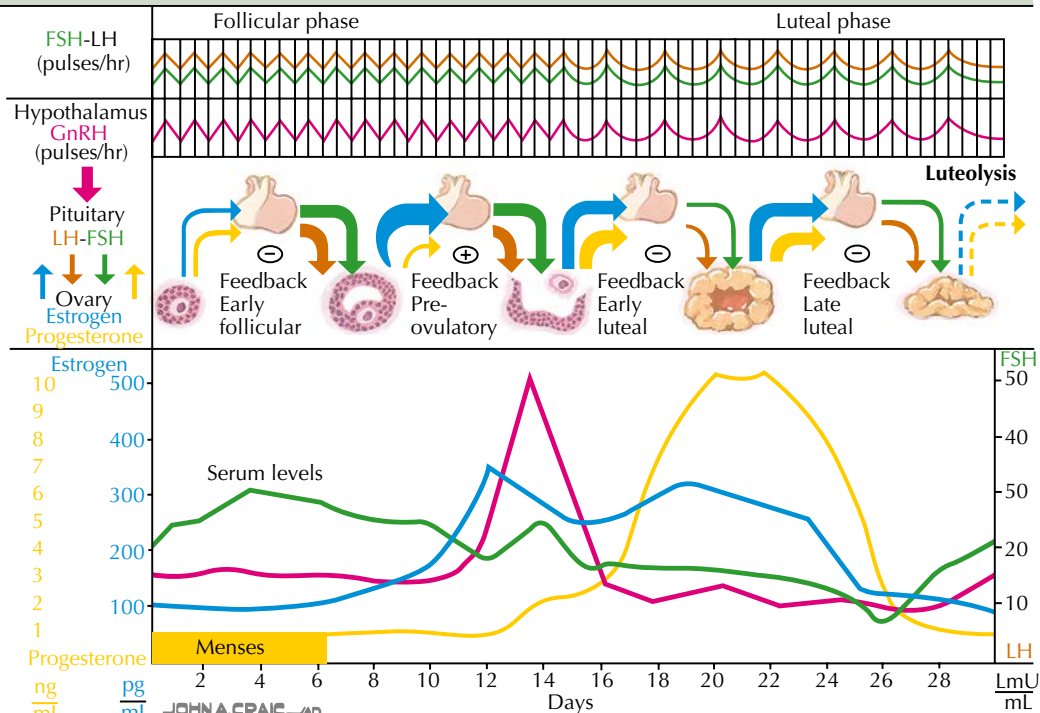 Follicular phase
Luteal phase
FSH-LH
(pulses/hr)
Hypothalamus
GnRH
(pulses/hr)
Pituitary
LH-FSH
Ovary
Estrogen
Progesterone
−
Feedback
Early
follicular
+
Feedback
Pre-
ovulatory
−
Feedback
Early
luteal
−
Feedback
Late
luteal
Luteolysis
Estrogen
FSH
10
9
8
7
6
5
4
3
2
1
500
400
300
200
100
50
40
50
20
10
Serum levels
Menses
Progesterone
LH
2 4 6 8 10 12 14 16 18 20 22 24 26 28
Days
ng
ml
pg
ml
LmU
mL
JOHN A. CRAIG